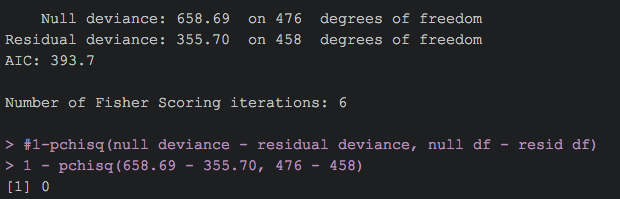 Null deviance: 658.69 on 476 degrees of freedom
Residual deviance: 355.70 on 458 degrees of freedom
AIC: 393.7
Number of Fisher Scoring iterations: 6
> #1-pchisq(null deviance - residual deviance, null df - resid df)
> 1 - pchisq(658.69 - 355.70, 476 - 458)
[1] 0